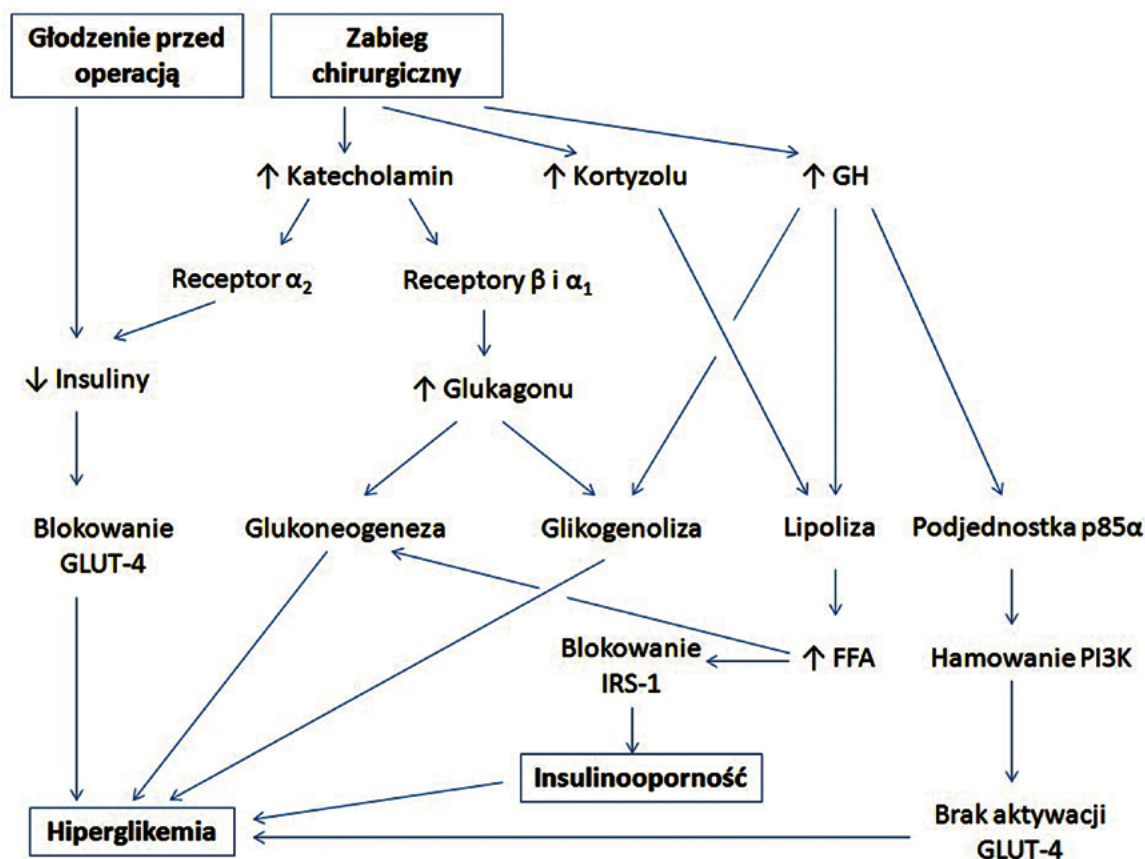 Głodzenie przed
operacją
Zabieg
chirurgiczny
↑ Katecholamin
↑ Kortyzolu
↑ GH
Receptor α₂
Receptory β i α₁
↓ Insuliny
↑ Glukagonu
Blokowanie
GLUT-4
Glukoneogeneza
Glikogenoliza
Lipoliza
Podjednostka p85α
Blokowanie
IRS-1
↑ FFA
Hamowanie PI3K
Insulinooporność
Hiperglikemia
Brak aktywacji
GLUT-4